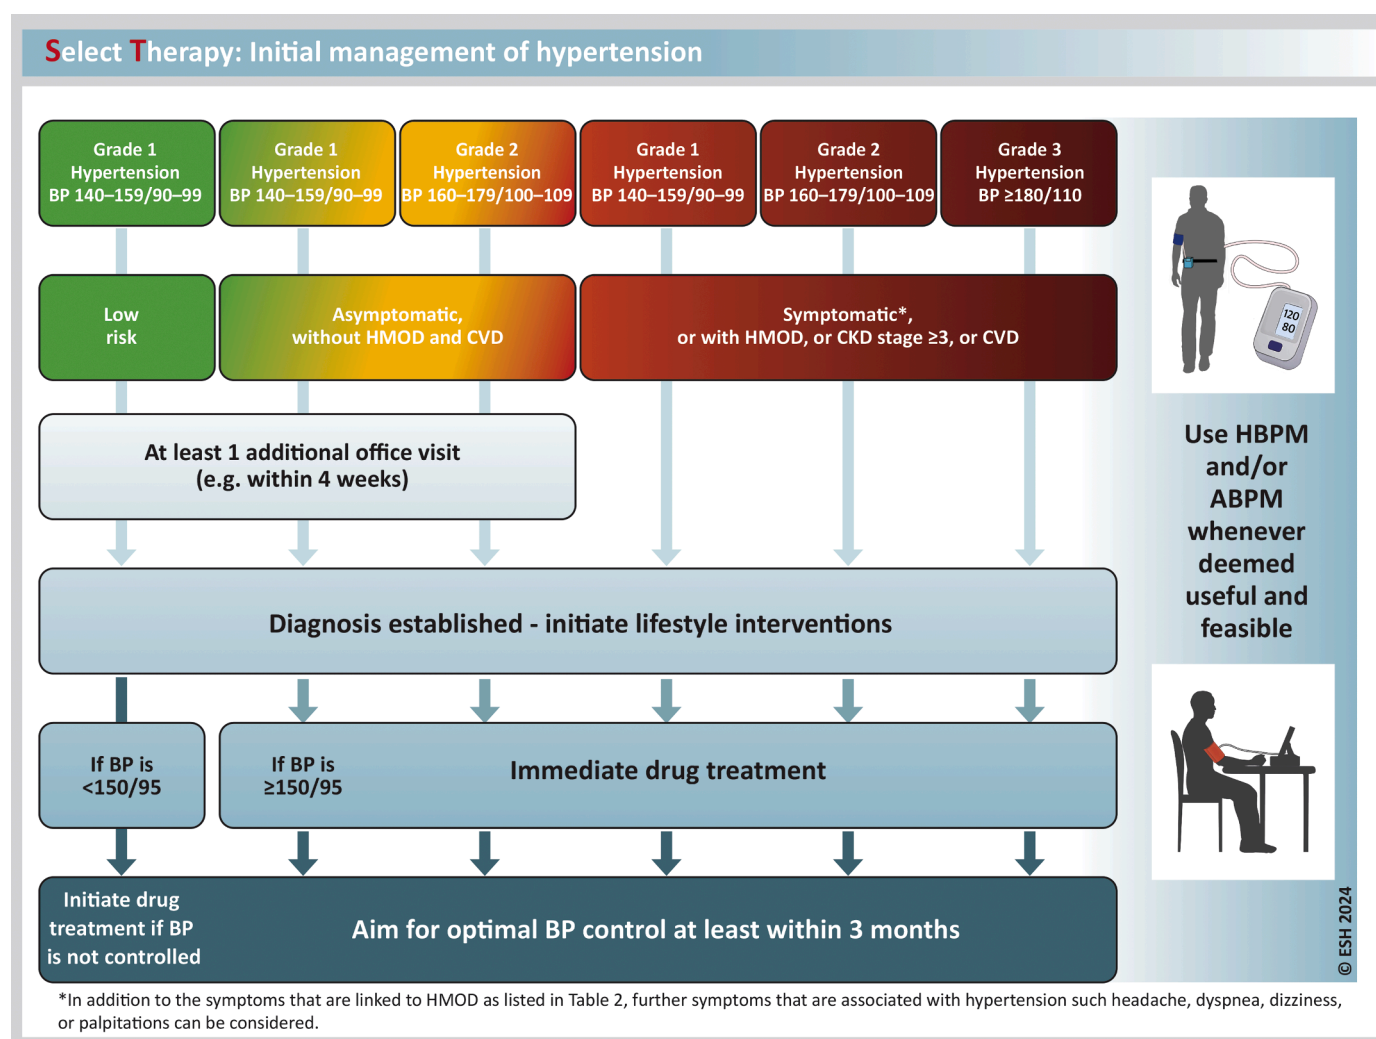 Select Therapy: Initial management of hypertension
Grade 1
Hypertension
BP 140–159/90–99
Grade 1
Hypertension
BP 140–159/90–99
Grade 2
Hypertension
BP 160–179/100–109
Grade 1
Hypertension
BP 140–159/90–99
Grade 2
Hypertension
BP 160–179/100–109
Grade 3
Hypertension
BP ≥180/110
Low
risk
Asymptomatic,
without HMOD and CVD
Symptomatic*,
or with HMOD, or CKD stage ≥3, or CVD
120
80
At least 1 additional office visit
(e.g. within 4 weeks)
Use HBPM
and/or
ABPM
whenever
deemed
useful and
feasible
Diagnosis established - initiate lifestyle interventions
If BP is
<150/95
If BP is
≥150/95
Immediate drug treatment
Initiate drug
treatment if BP
is not controlled
Aim for optimal BP control at least within 3 months
© ESH 2024
*In addition to the symptoms that are linked to HMOD as listed in Table 2, further symptoms that are associated with hypertension such headache, dyspnea, dizziness,
or palpitations can be considered.